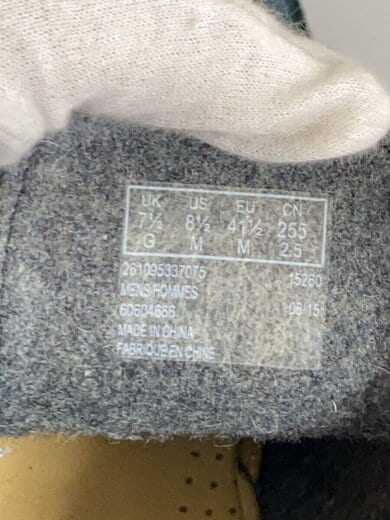 UK US EU CN
7½ 8½ 41½ 255
G M M 2.5
261095337075 15260
MENS HOMMES
60604666 06/15
MADE IN CHINA
FABRIQUE EN CHINE